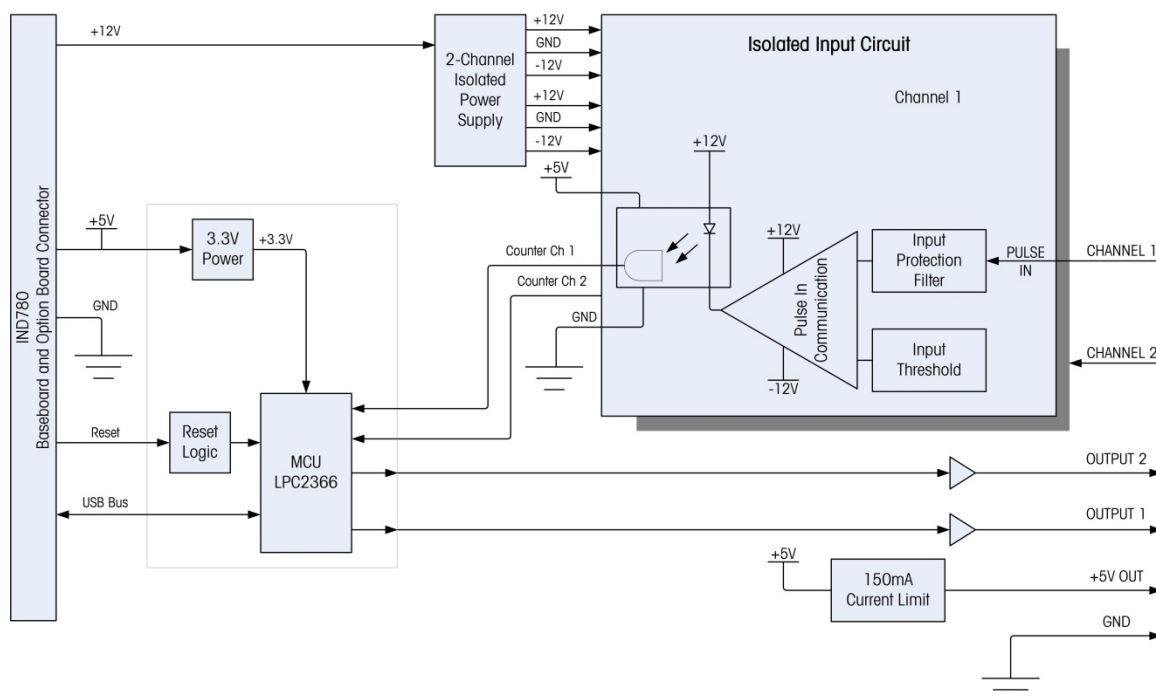 IND780
Baseboard and Option Board Connector
+12V
2-Channel
Isolated
Power
Supply
+12V
GND
-12V
+12V
GND
-12V
Isolated Input Circuit
Channel 1
+12V
+5V
+5V
3.3V
Power
+3.3V
Counter Ch 1
Counter Ch 2
GND
GND
+12V
Pulse In
Communication
-12V
Input
Protection
Filter
PULSE
IN
CHANNEL 1
Input
Threshold
CHANNEL 2
Reset
Reset
Logic
MCU
LPC2366
USB Bus
OUTPUT 2
OUTPUT 1
+5V
150mA
Current Limit
+5V OUT
GND